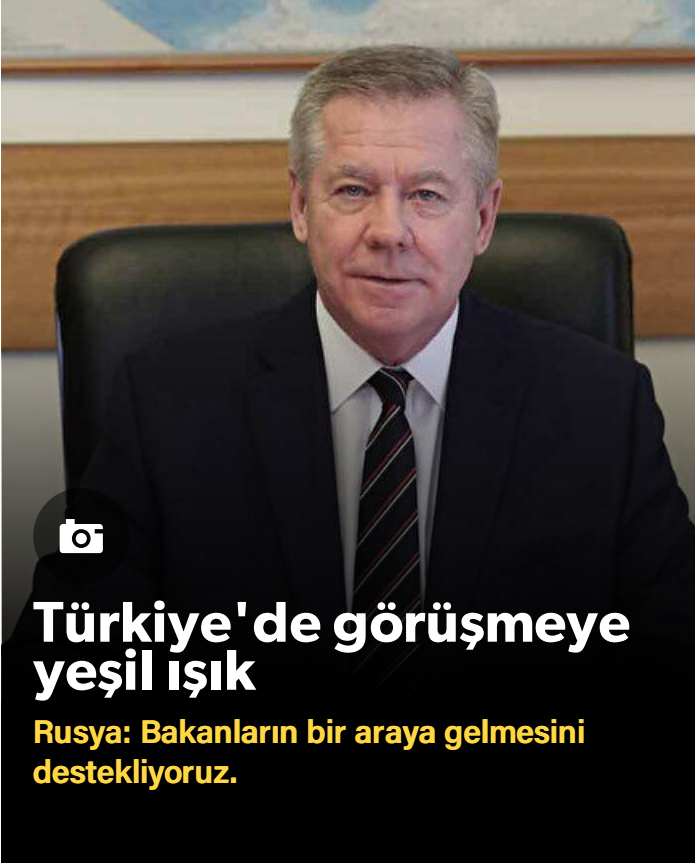 Türkiye'de görüşmeye
yeşil ışık
Rusya: Bakanların bir araya gelmesini
destekliyoruz.